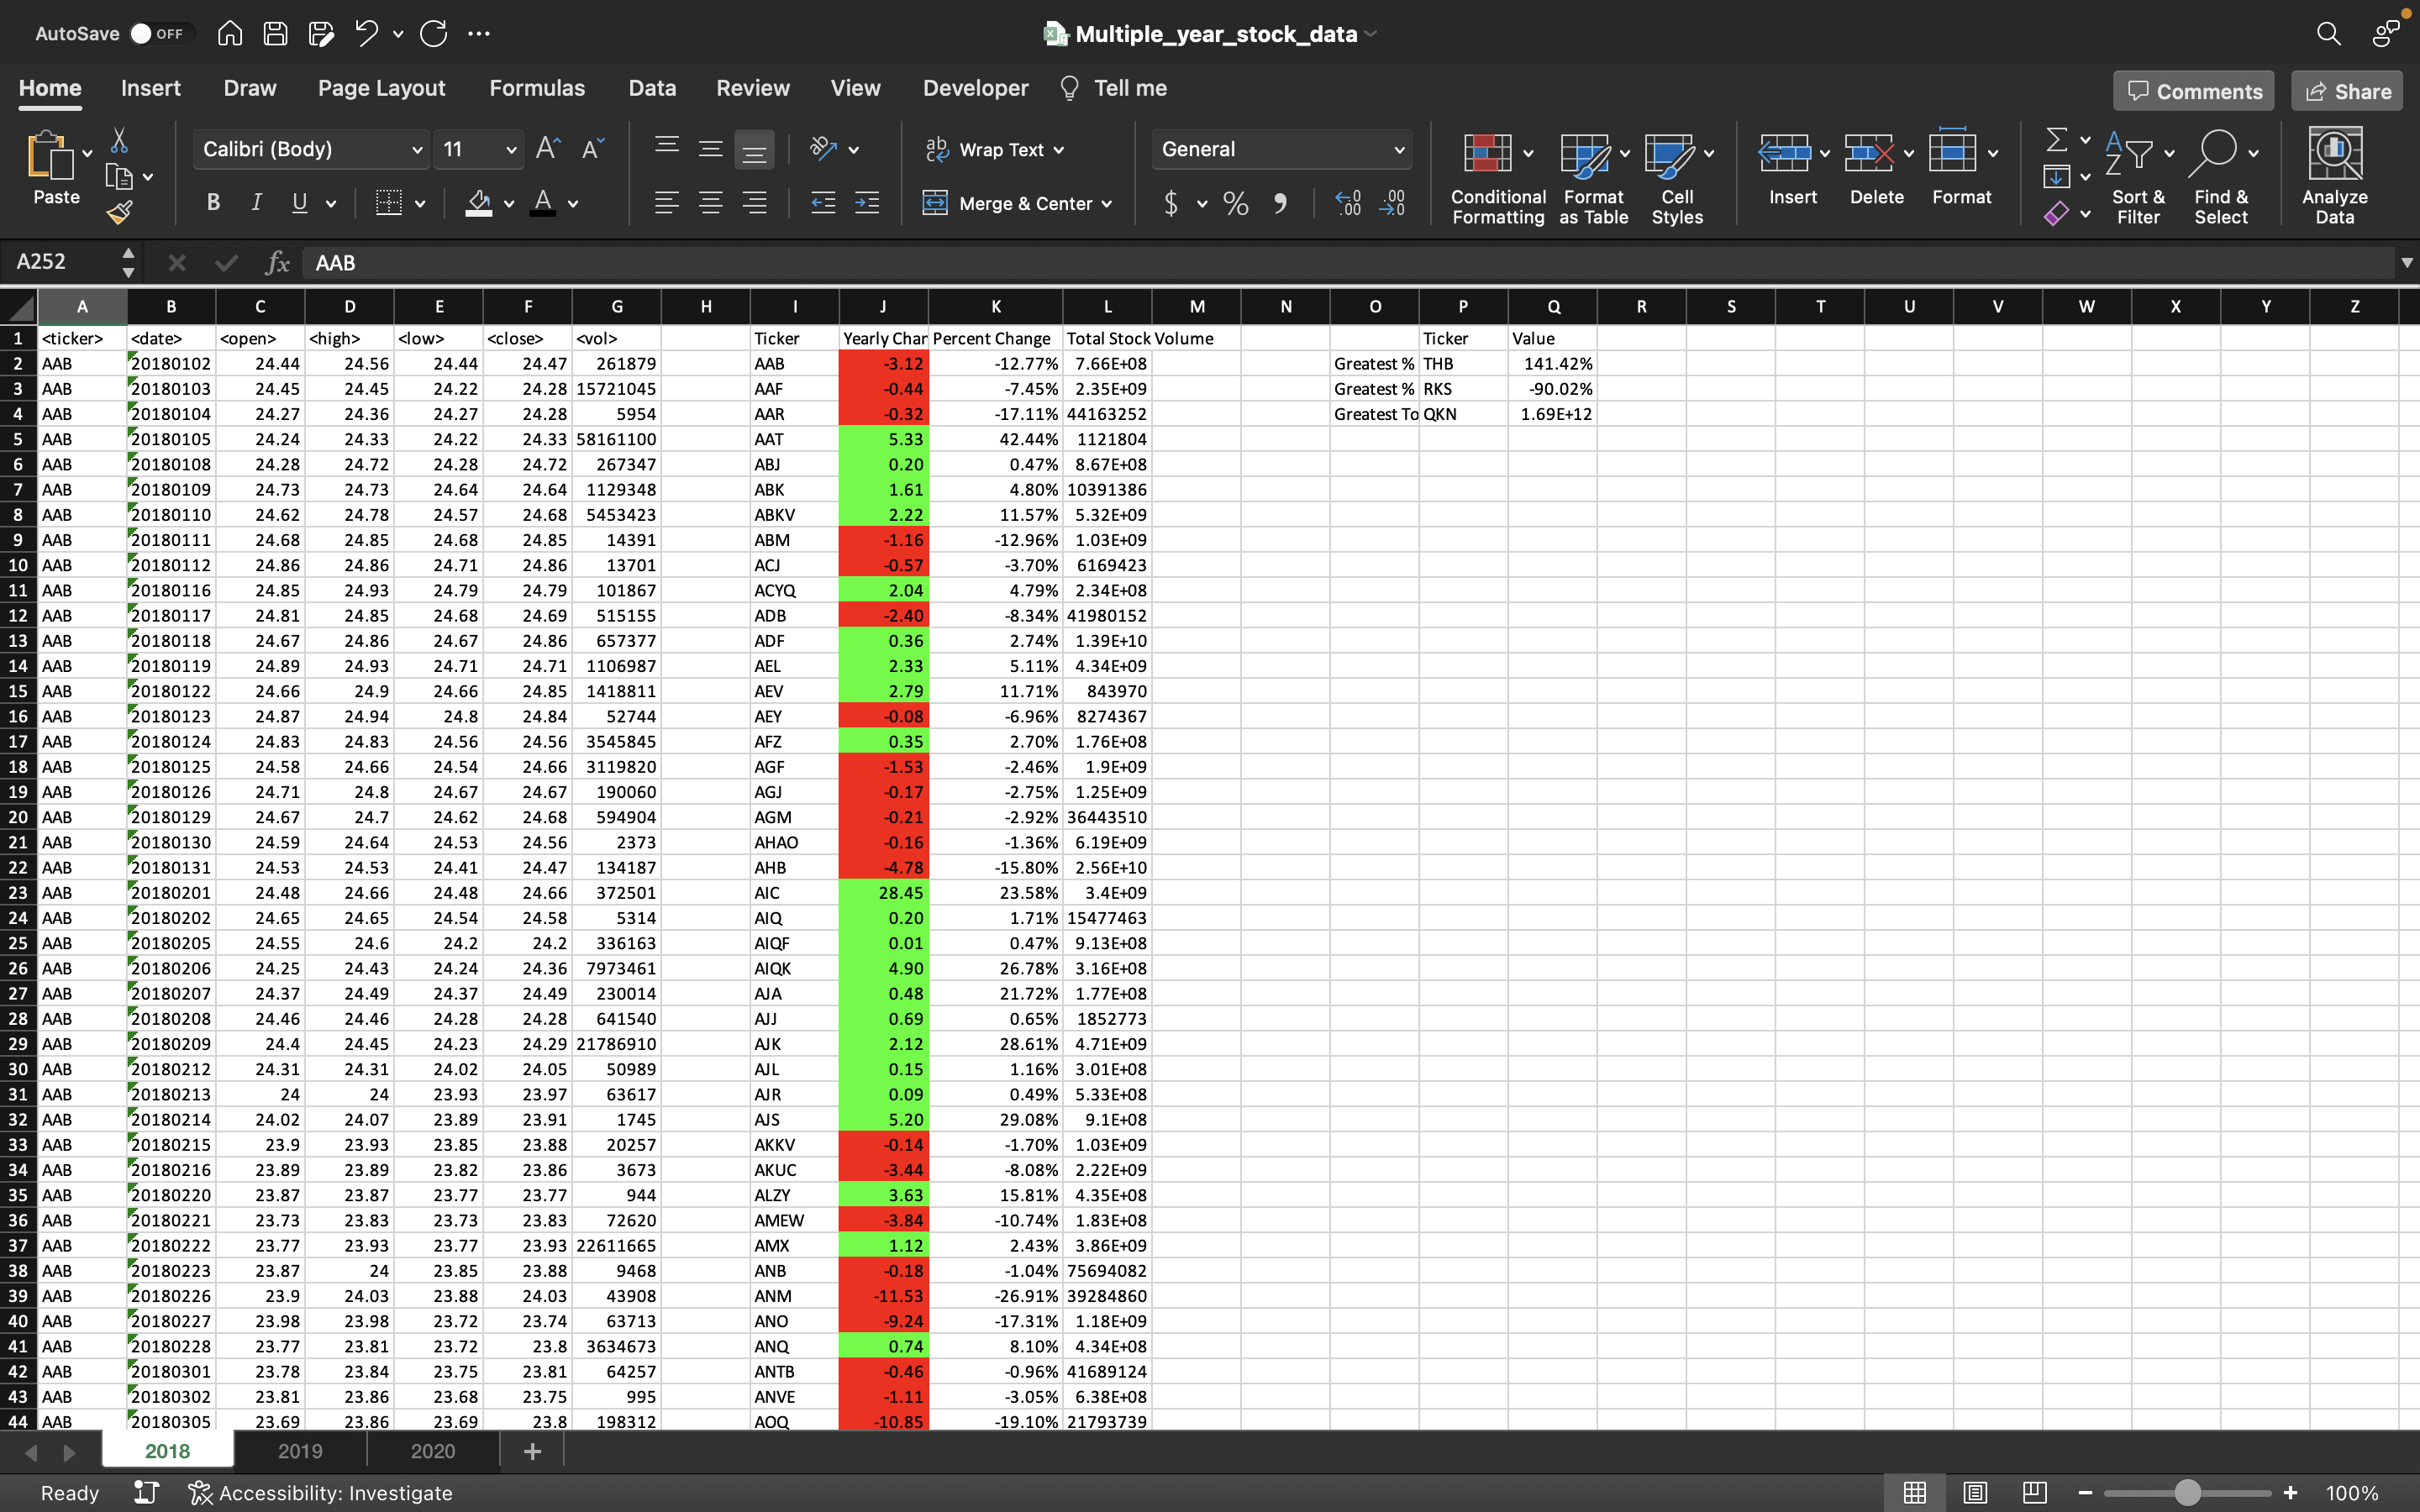 AutoSave OFF
Multiple_year_stock_data
Home Insert Draw Page Layout Formulas Data Review View Developer Tell me
Comments Share
Paste
Calibri (Body) 11
Wrap Text
General
B I U A
Merge & Center
$ %
Conditional Formatting
Format as Table
Cell Styles
Insert
Delete
Format
Sort & Filter
Find & Select
Analyze Data
A252 fx AAB
A B C D E F G H I J K L M N O P Q R S T U V W X Y Z
1 <ticker> <date> <open> <high> <low> <close> <vol> Ticker Yearly Char Percent Change Total Stock Volume Ticker Value
2 AAB 20180102 24.44 24.56 24.44 24.47 261879 AAB -3.12 -12.77% 7.66E+08 Greatest % THB 141.42%
3 AAB 20180103 24.45 24.45 24.22 24.28 15721045 AAF -0.44 -7.45% 2.35E+09 Greatest % RKS -90.02%
4 AAB 20180104 24.27 24.36 24.27 24.28 5954 AAR -0.32 -17.11% 44163252 Greatest To QKN 1.69E+12
5 AAB 20180105 24.24 24.33 24.22 24.33 58161100 AAT 5.33 42.44% 1121804
6 AAB 20180108 24.28 24.72 24.28 24.72 267347 ABJ 0.20 0.47% 8.67E+08
7 AAB 20180109 24.73 24.73 24.64 24.64 1129348 ABK 1.61 4.80% 10391386
8 AAB 20180110 24.62 24.78 24.57 24.68 5453423 ABKV 2.22 11.57% 5.32E+09
9 AAB 20180111 24.68 24.85 24.68 24.85 14391 ABM -1.16 -12.96% 1.03E+09
10 AAB 20180112 24.86 24.86 24.71 24.86 13701 ACJ -0.57 -3.70% 6169423
11 AAB 20180116 24.85 24.93 24.79 24.79 101867 ACYQ 2.04 4.79% 2.34E+08
12 AAB 20180117 24.81 24.85 24.68 24.69 515155 ADB -2.40 -8.34% 41980152
13 AAB 20180118 24.67 24.86 24.67 24.86 657377 ADF 0.36 2.74% 1.39E+10
14 AAB 20180119 24.89 24.93 24.71 24.71 1106987 AEL 2.33 5.11% 4.34E+09
15 AAB 20180122 24.66 24.9 24.66 24.85 1418811 AEV 2.79 11.71% 843970
16 AAB 20180123 24.87 24.94 24.8 24.84 52744 AEY -0.08 -6.96% 8274367
17 AAB 20180124 24.83 24.83 24.56 24.56 3545845 AFZ 0.35 2.70% 1.76E+08
18 AAB 20180125 24.58 24.66 24.54 24.66 3119820 AGF -1.53 -2.46% 1.9E+09
19 AAB 20180126 24.71 24.8 24.67 24.67 190060 AGJ -0.17 -2.75% 1.25E+09
20 AAB 20180129 24.67 24.7 24.62 24.68 594904 AGM -0.21 -2.92% 36443510
21 AAB 20180130 24.59 24.64 24.53 24.56 2373 AHAO -0.16 -1.36% 6.19E+09
22 AAB 20180131 24.53 24.53 24.41 24.47 134187 AHB -4.78 -15.80% 2.56E+10
23 AAB 20180201 24.48 24.66 24.48 24.66 372501 AIC 28.45 23.58% 3.4E+09
24 AAB 20180202 24.65 24.65 24.54 24.58 5314 AIQ 0.20 1.71% 15477463
25 AAB 20180205 24.55 24.6 24.2 24.2 336163 AIQF 0.01 0.47% 9.13E+08
26 AAB 20180206 24.25 24.43 24.24 24.36 7973461 AIQK 4.90 26.78% 3.16E+08
27 AAB 20180207 24.37 24.49 24.37 24.49 230014 AJA 0.48 21.72% 1.77E+08
28 AAB 20180208 24.46 24.46 24.28 24.28 641540 AJJ 0.69 0.65% 1852773
29 AAB 20180209 24.4 24.45 24.23 24.29 21786910 AJK 2.12 28.61% 4.71E+09
30 AAB 20180212 24.31 24.31 24.02 24.05 50989 AJL 0.15 1.16% 3.01E+08
31 AAB 20180213 24 24 23.93 23.97 63617 AJR 0.09 0.49% 5.33E+08
32 AAB 20180214 24.02 24.07 23.89 23.91 1745 AJS 5.20 29.08% 9.1E+08
33 AAB 20180215 23.9 23.93 23.85 23.88 20257 AKKV -0.14 -1.70% 1.03E+09
34 AAB 20180216 23.89 23.89 23.82 23.86 3673 AKUC -3.44 -8.08% 2.22E+09
35 AAB 20180220 23.87 23.87 23.77 23.77 944 ALZY 3.63 15.81% 4.35E+08
36 AAB 20180221 23.73 23.83 23.73 23.83 72620 AMEW -3.84 -10.74% 1.83E+08
37 AAB 20180222 23.77 23.93 23.77 23.93 22611665 AMX 1.12 2.43% 3.86E+09
38 AAB 20180223 23.87 24 23.85 23.88 9468 ANB -0.18 -1.04% 75694082
39 AAB 20180226 23.9 24.03 23.88 24.03 43908 ANM -11.53 -26.91% 39284860
40 AAB 20180227 23.98 23.98 23.72 23.74 63713 ANO -9.24 -17.31% 1.18E+09
41 AAB 20180228 23.77 23.81 23.72 23.8 3634673 ANQ 0.74 8.10% 4.34E+08
42 AAB 20180301 23.78 23.84 23.75 23.81 64257 ANTB -0.46 -0.96% 41689124
43 AAB 20180302 23.81 23.86 23.68 23.75 995 ANVE -1.11 -3.05% 6.38E+08
44 AAB 20180305 23.69 23.86 23.69 23.8 198312 AOQ -10.85 -19.10% 21793739
2018 2019 2020 +
Ready Accessibility: Investigate 100%